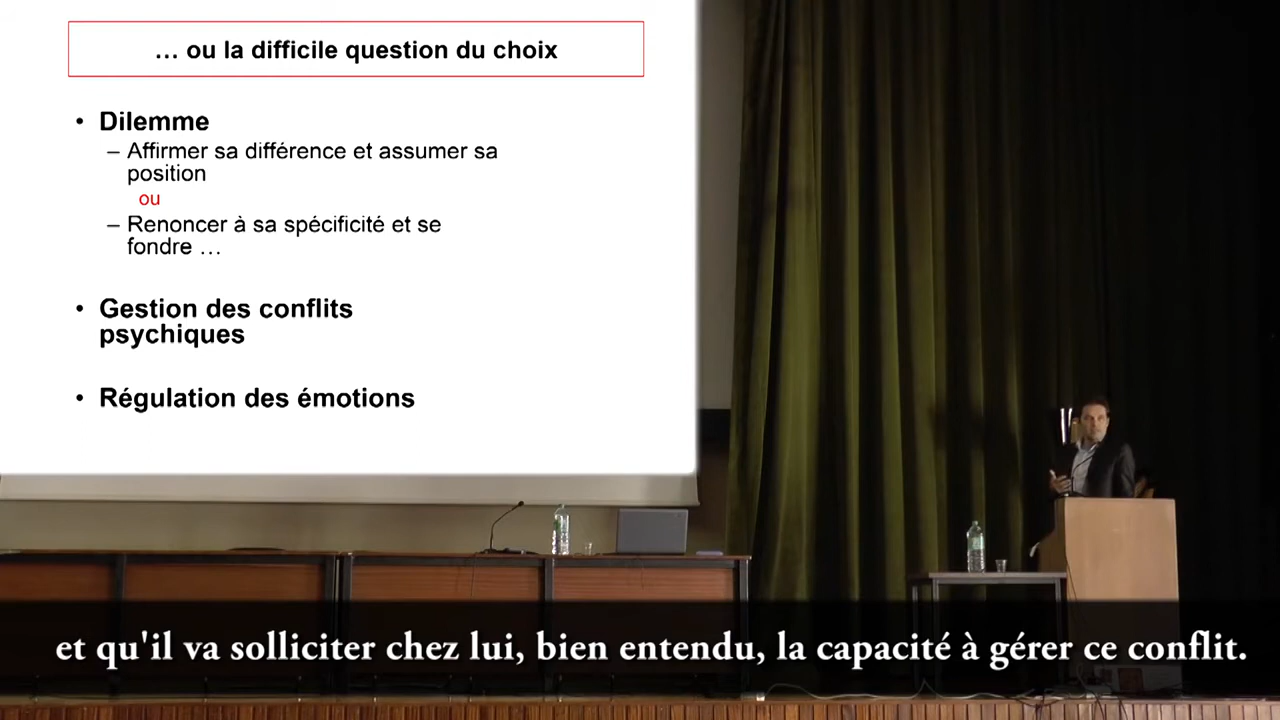 … ou la difficile question du choix
• Dilemme
– Affirmer sa différence et assumer sa
position
ou
– Renoncer à sa spécificité et se
fondre …
• Gestion des conflits
psychiques
• Régulation des émotions
et qu'il va solliciter chez lui, bien entendu, la capacité à gérer ce conflit.